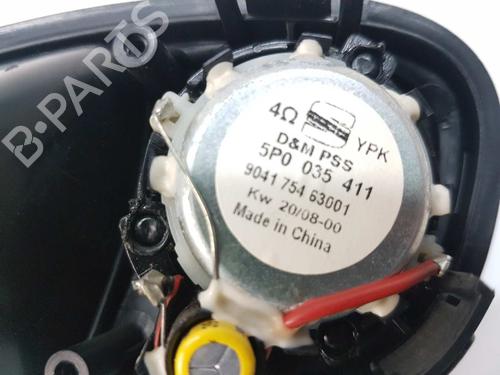 B-PARTS
4Ω YPK
D&M PSS
5P0 035 411
9041 754 63001
Kw 20/08-00
Made in China